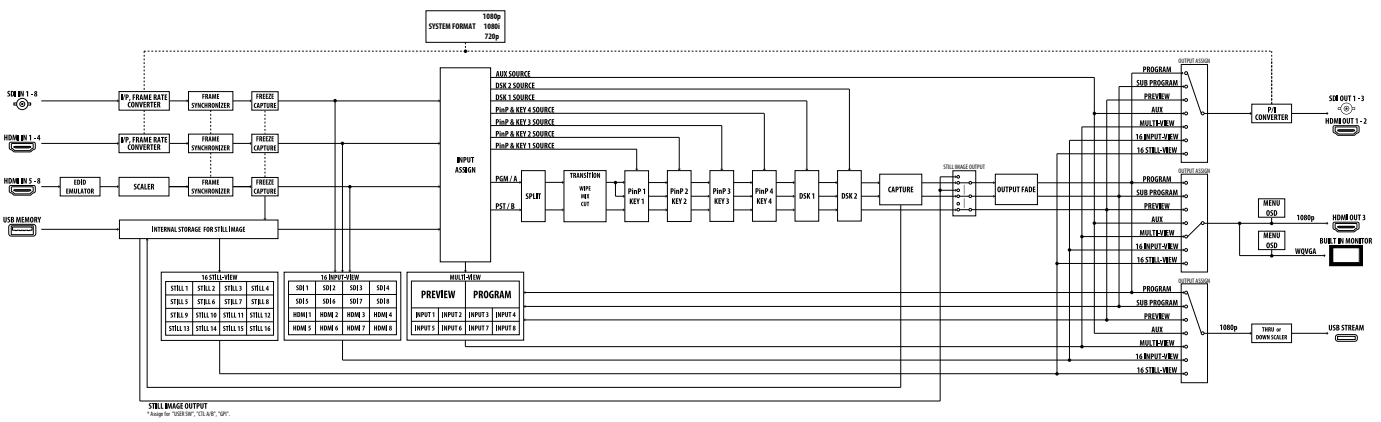 SYSTEM FORMAT
1080p
1080i
720p
SDI IN 1 - 8
I/P, FRAME RATE
CONVERTER
FRAME
SYNCHRONIZER
FREEZE
CAPTURE
HDMI IN 1 - 4
I/P, FRAME RATE
CONVERTER
FRAME
SYNCHRONIZER
FREEZE
CAPTURE
HDMI IN 5 - 8
EDID
EMULATOR
SCALER
FRAME
SYNCHRONIZER
FREEZE
CAPTURE
USB MEMORY
INTERNAL STORAGE FOR STILL IMAGE
INPUT
ASSIGN
AUX SOURCE
DSK 2 SOURCE
DSK 1 SOURCE
PinP & KEY 4 SOURCE
PinP & KEY 3 SOURCE
PinP & KEY 2 SOURCE
PinP & KEY 1 SOURCE
PGM / A
PST / B
SPLIT
TRANSITION
WIPE
MIX
CUT
PinP 1
KEY 1
PinP 2
KEY 2
PinP 3
KEY 3
PinP 4
KEY 4
DSK 1
DSK 2
CAPTURE
STILL IMAGE OUTPUT
OUTPUT FADE
16 STILL-VIEW
STILL 1 STILL 2 STILL 3 STILL 4
STILL 5 STILL 6 STILL 7 STILL 8
STILL 9 STILL 10 STILL 11 STILL 12
STILL 13 STILL 14 STILL 15 STILL 16
16 INPUT-VIEW
SDI 1 SDI 2 SDI 3 SDI 4
SDI 5 SDI 6 SDI 7 SDI 8
HDMI 1 HDMI 2 HDMI 3 HDMI 4
HDMI 5 HDMI 6 HDMI 7 HDMI 8
MULTI-VIEW
PREVIEW PROGRAM
INPUT 1 INPUT 2 INPUT 3 INPUT 4
INPUT 5 INPUT 6 INPUT 7 INPUT 8
OUTPUT ASSIGN
PROGRAM
SUB PROGRAM
PREVIEW
AUX
MULTI-VIEW
16 INPUT-VIEW
16 STILL-VIEW
P/I
CONVERTER
SDI OUT 1 - 3
HDMI OUT 1 - 2
OUTPUT ASSIGN
PROGRAM
SUB PROGRAM
PREVIEW
AUX
MULTI-VIEW
16 INPUT-VIEW
16 STILL-VIEW
MENU
OSD
1080p
HDMI OUT 3
MENU
OSD
WQVGA
BUILT IN MONITOR
OUTPUT ASSIGN
PROGRAM
SUB PROGRAM
PREVIEW
AUX
MULTI-VIEW
16 INPUT-VIEW
16 STILL-VIEW
1080p
THRU or
DOWN SCALER
USB STREAM
STILL IMAGE OUTPUT
* Assign for "USER SW", "CTL A/B", "GPI".